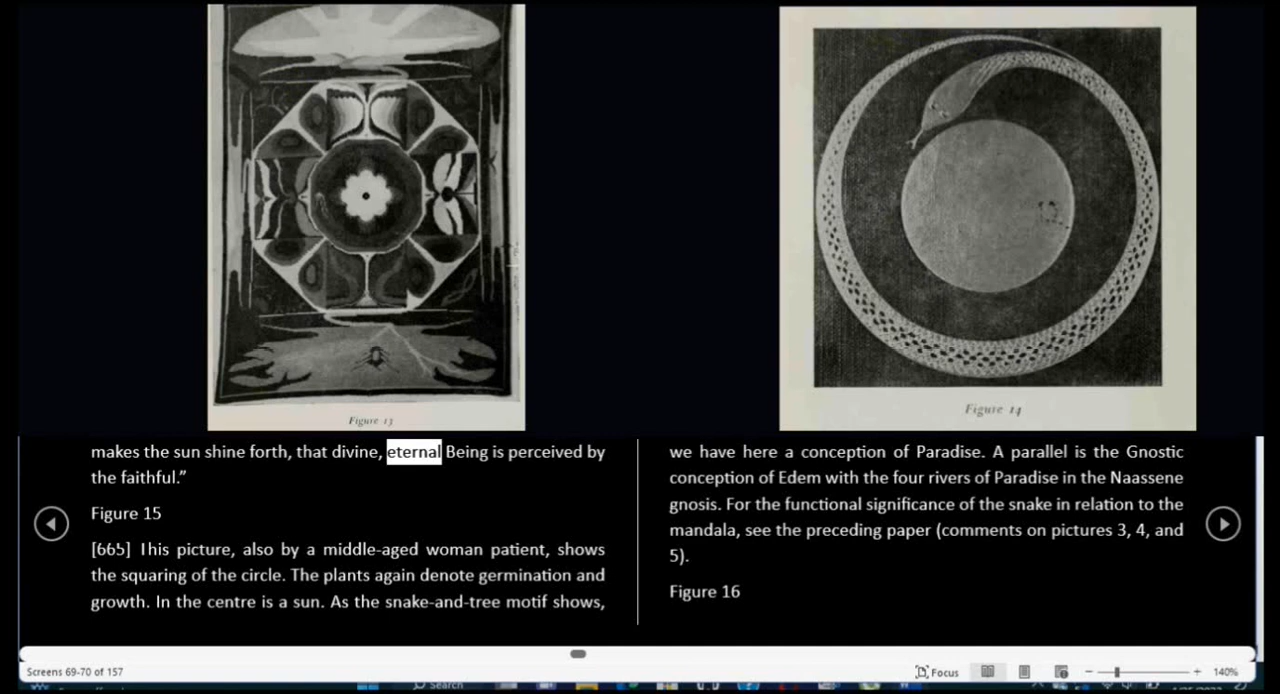 Figure 13
Figure 14
makes the sun shine forth, that divine, eternal Being is perceived by
the faithful.”
Figure 15
[665] This picture, also by a middle-aged woman patient, shows
the squaring of the circle. The plants again denote germination and
growth. In the centre is a sun. As the snake-and-tree motif shows,
we have here a conception of Paradise. A parallel is the Gnostic
conception of Edem with the four rivers of Paradise in the Naassene
gnosis. For the functional significance of the snake in relation to the
mandala, see the preceding paper (comments on pictures 3, 4, and
5).
Figure 16
Screens 69-70 of 157
Focus
140%
Search